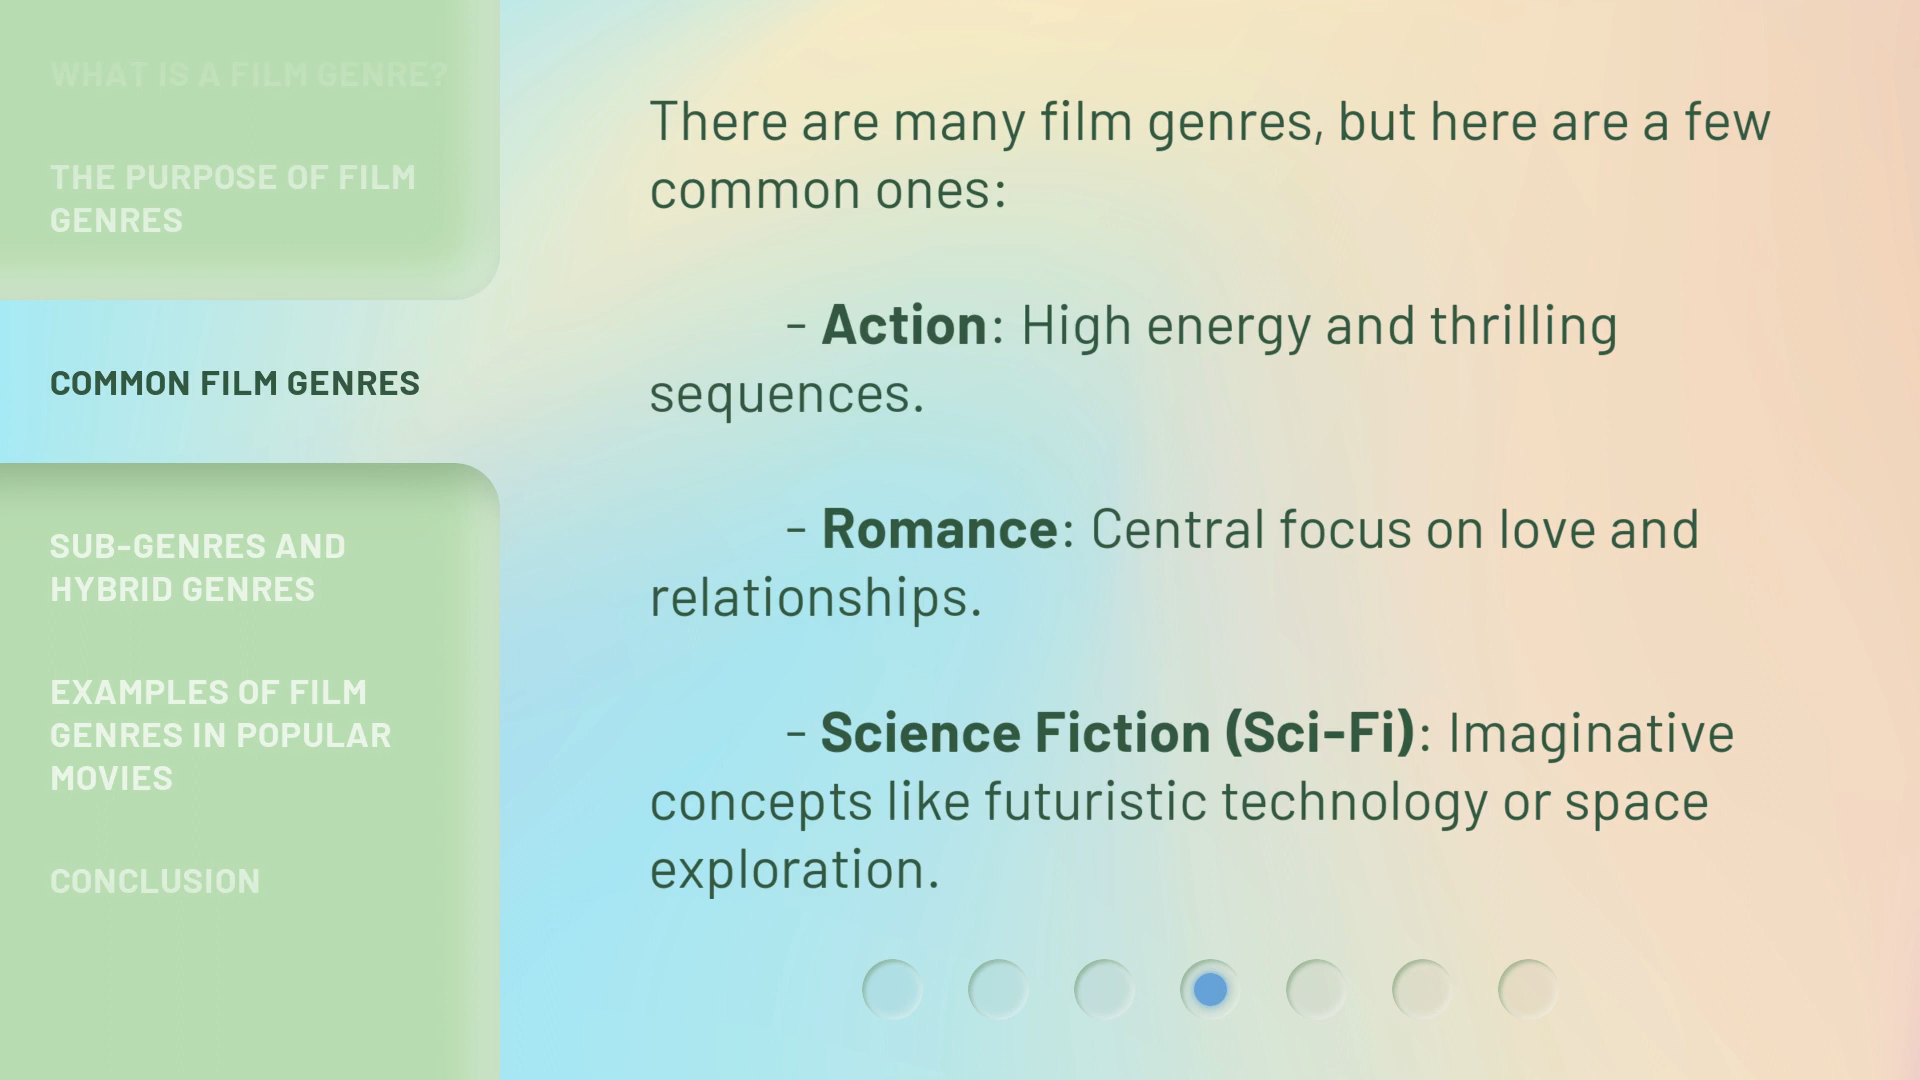 WHAT IS A FILM GENRE?
THE PURPOSE OF FILM
GENRES
COMMON FILM GENRES
SUB-GENRES AND
HYBRID GENRES
EXAMPLES OF FILM
GENRES IN POPULAR
MOVIES
CONCLUSION
There are many film genres, but here are a few
common ones:
- Action: High energy and thrilling
sequences.
- Romance: Central focus on love and
relationships.
- Science Fiction (Sci-Fi): Imaginative
concepts like futuristic technology or space
exploration.